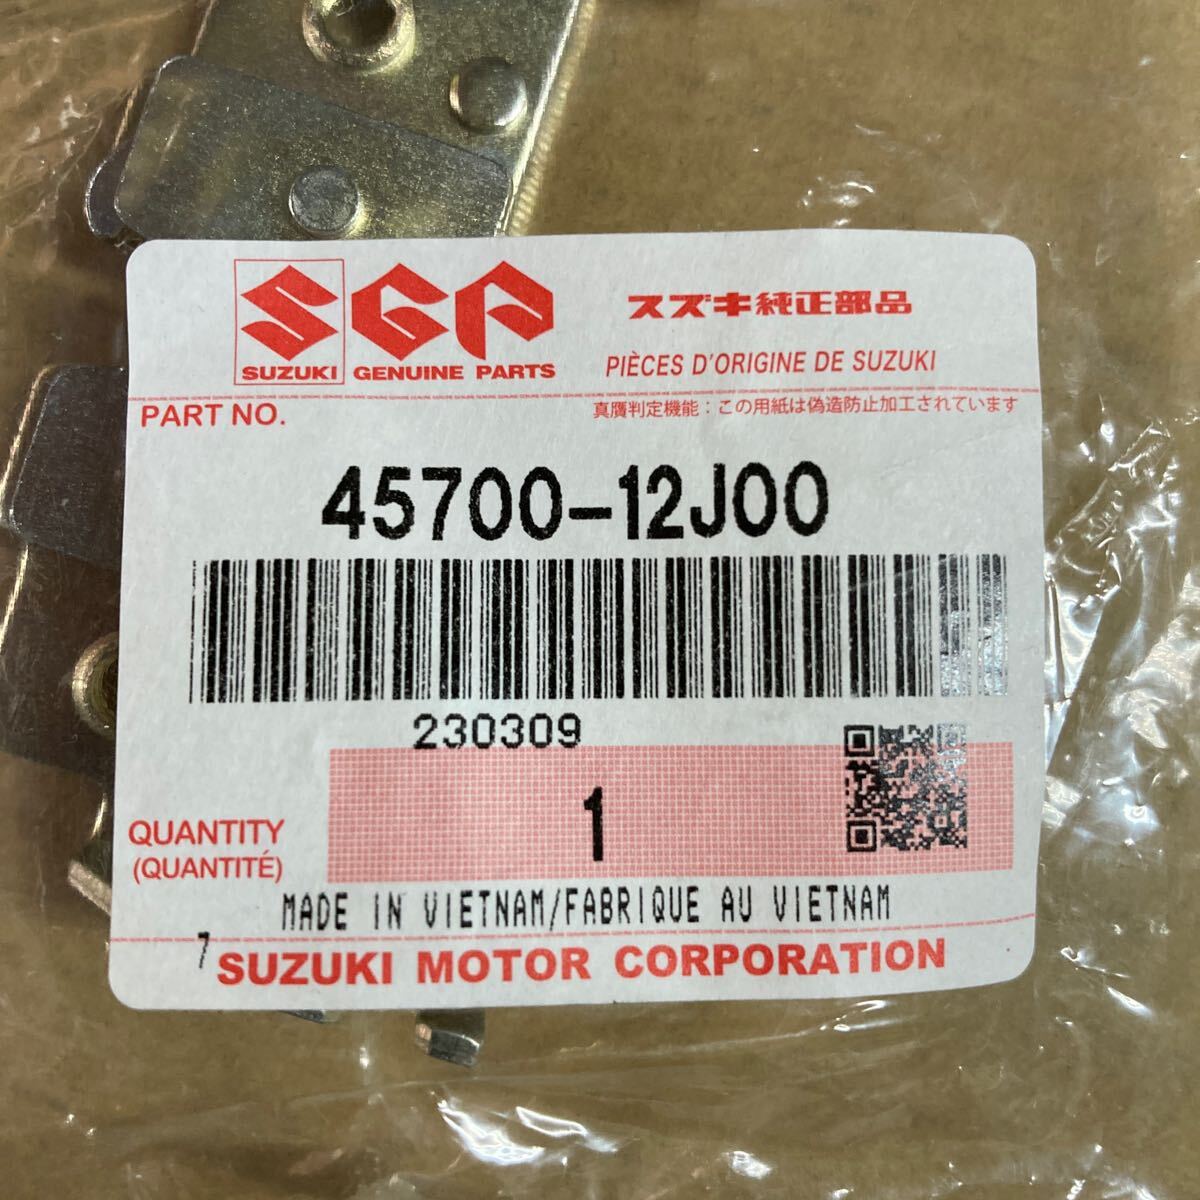 SUZUKI
SGP
GENUINE PARTS
スズキ純正部品
PIÈCES D'ORIGINE DE SUZUKI
PART NO.
真贋判定機能：この用紙は偽造防止加工されています
45700-12J00
230309
1
QUANTITY
(QUANTITÉ)
MADE IN VIETNAM/FABRIQUE AU VIETNAM
7
SUZUKI MOTOR CORPORATION